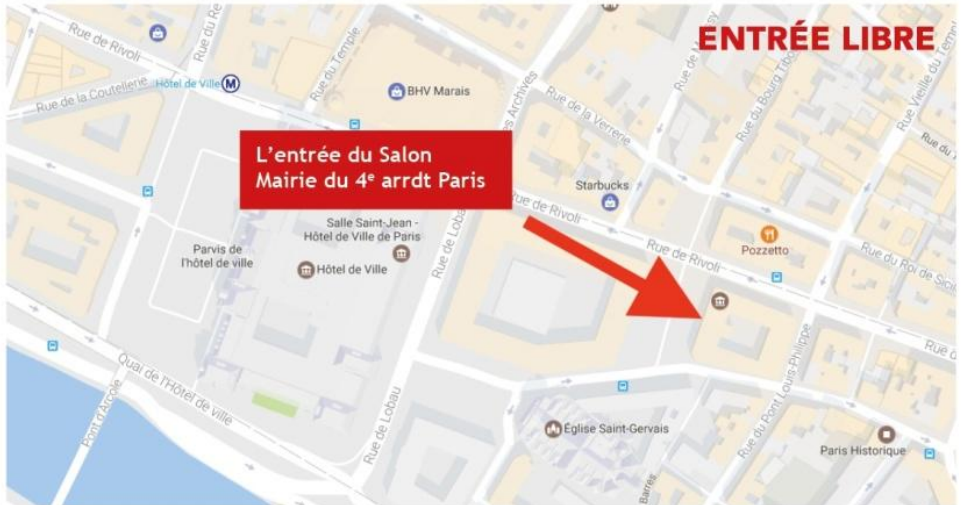 ENTRÉE LIBRE
Rue de Rivoli
Rue de la Coutellerie
Hôtel de Ville
M
Rue du Temple
BHV Marais
Rue de la Verrerie
Rue du Bourg Tibourg
Rue Vieille du Temple
L'entrée du Salon
Mairie du 4e arrdt Paris
Starbucks
Rue de Rivoli
Salle Saint-Jean -
Hôtel de Ville de Paris
Parvis de
l'hôtel de ville
Hôtel de Ville
Rue de Lobau
Rue de Rivoli
Pozzetto
Rue du Roi de Sicile
Quai de l'Hôtel de ville
Pont d'Arcole
Rue de Lobau
Église Saint-Gervais
Rue du Pont Louis-Philippe
Paris Historique
Barres